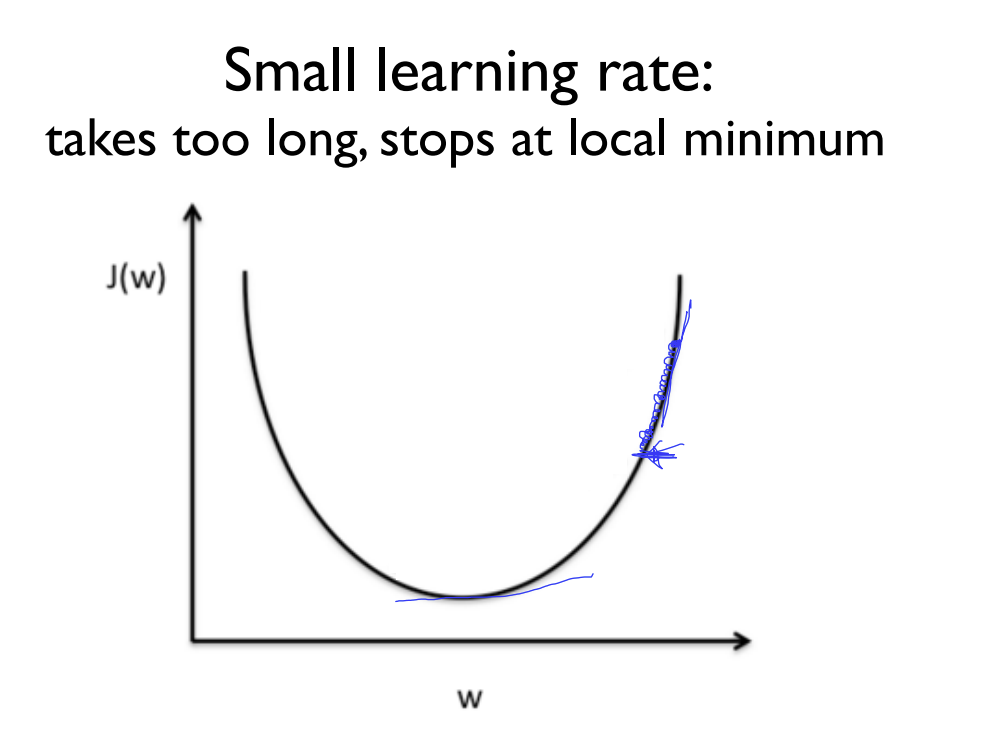 Small learning rate:
takes too long, stops at local minimum
J(w)
w